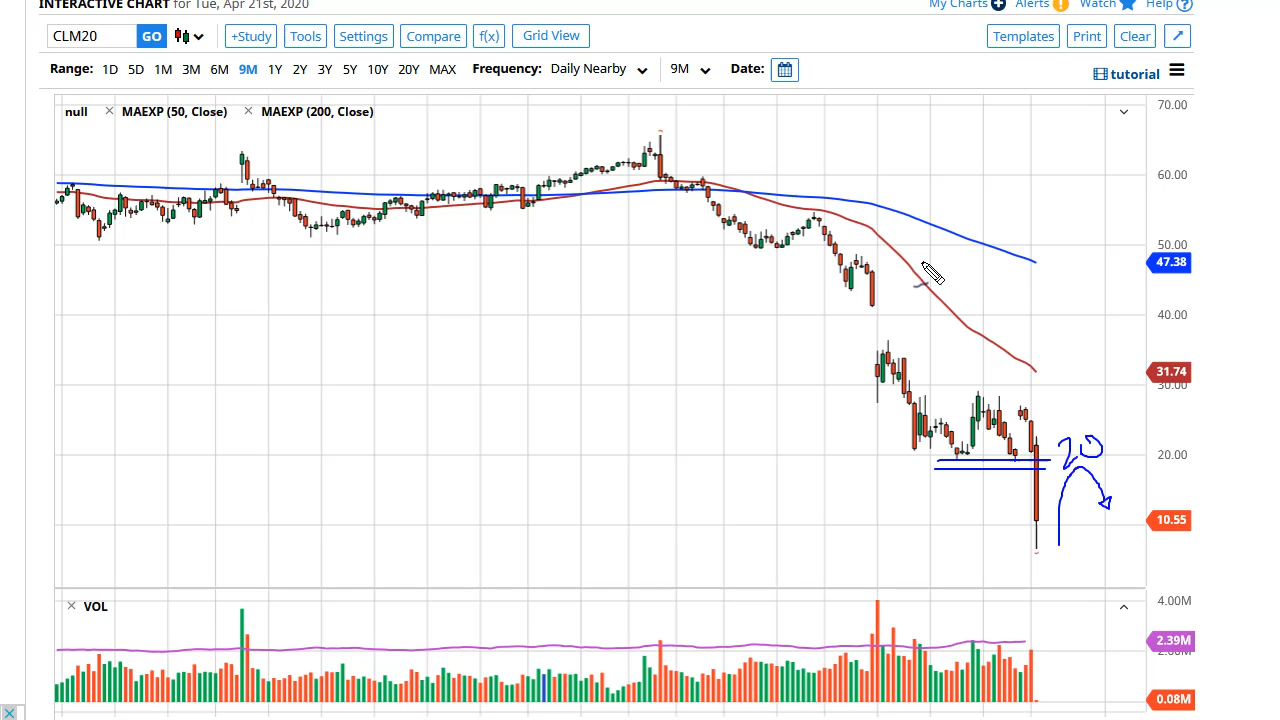 INTERACTIVE CHART for Tue, Apr 21st, 2020 My Charts Alerts ! Watch Help ?
CLM20 GO +Study Tools Settings Compare f(x) Grid View Templates Print Clear
Range: 1D 5D 1M 3M 6M 9M 1Y 2Y 3Y 5Y 10Y 20Y MAX Frequency: Daily Nearby 9M Date: tutorial
null MAEXP (50, Close) MAEXP (200, Close)
70.00
60.00
50.00
47.38
40.00
31.74
30.00
20
20.00
10.55
VOL
4.00M
2.39M
2.00M
0.08M